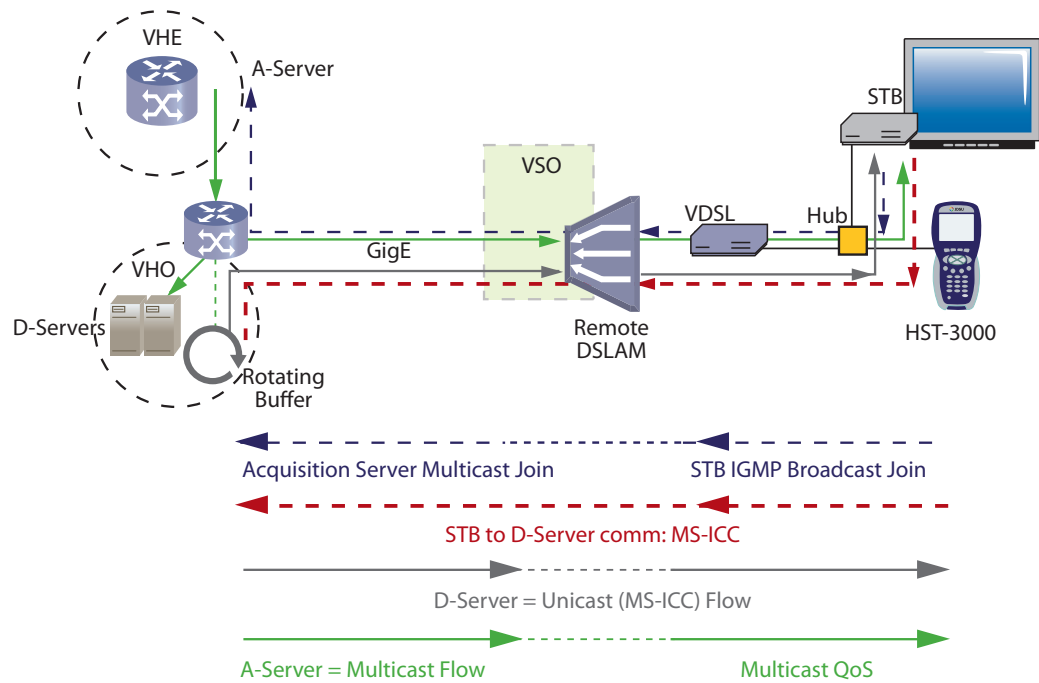 VHE
A-Server
STB
VSO
VDSL
Hub
GigE
VHO
D-Servers
Rotating
Buffer
Remote
DSLAM
HST-3000
Acquisition Server Multicast Join
STB IGMP Broadcast Join
STB to D-Server comm: MS-ICC
D-Server = Unicast (MS-ICC) Flow
A-Server = Multicast Flow
Multicast QoS